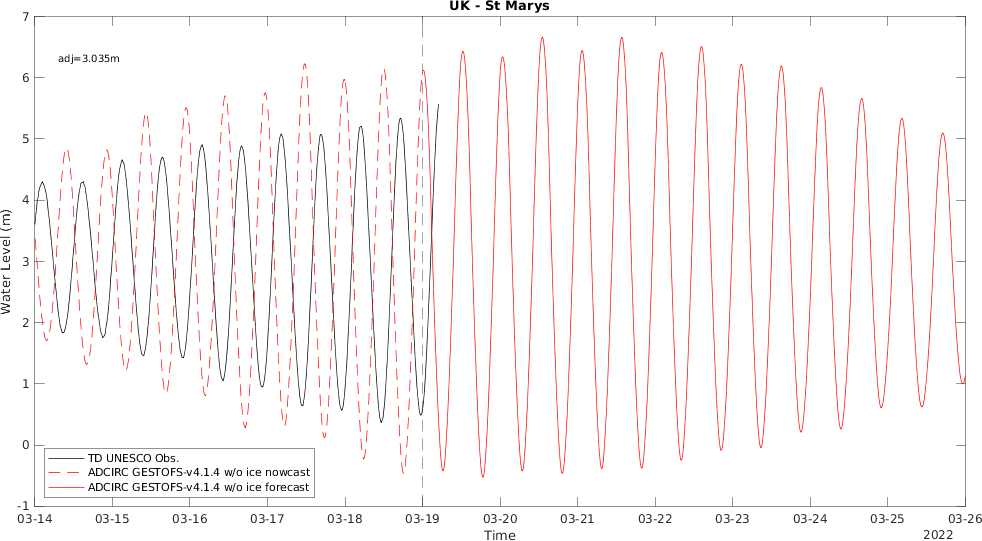 UK - St Marys
7
adj=3.035m
6
5
4
3
2
1
0
-1
Water Level (m)
TD UNESCO Obs.
ADCIRC GESTOFS-v4.1.4 w/o ice nowcast
ADCIRC GESTOFS-v4.1.4 w/o ice forecast
03-14 03-15 03-16 03-17 03-18 03-19 03-20 03-21 03-22 03-23 03-24 03-25 03-26
Time
2022